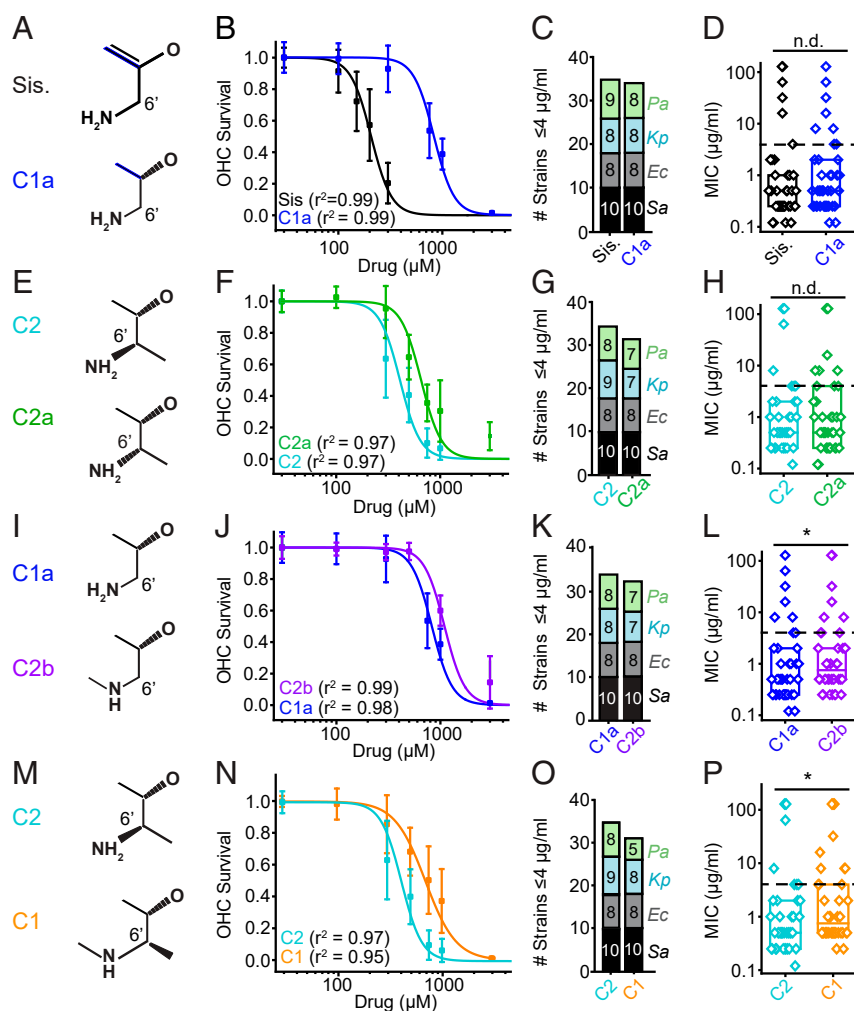 A
Sis.
O
H₂N
6'
C1a
O
H₂N
6'
B
OHC Survival
1.0
0.8
0.6
0.4
0.2
0.0
Sis (r²=0.99)
C1a (r² = 0.99)
100
1000
Drug (µM)
C
# Strains ≤4 µg/ml
40
30
20
10
0
9 8 Pa
8 8 Kp
8 8 Ec
10 10 Sa
Sis.
C1a
D
n.d.
MIC (µg/ml)
100
10
1
0.1
Sis.
C1a
E
C2
O
6'
NH₂
C2a
O
6'
NH₂
F
OHC Survival
1.0
0.8
0.6
0.4
0.2
0.0
C2a (r² = 0.97)
C2 (r² = 0.97)
100
1000
Drug (µM)
G
# Strains ≤4 µg/ml
40
30
20
10
0
8 7 Pa
9 7 Kp
8 8 Ec
10 10 Sa
C2
C2a
H
n.d.
MIC (µg/ml)
100
10
1
0.1
C2
C2a
I
C1a
O
H₂N
6'
C2b
O
N
H
6'
J
OHC Survival
1.0
0.8
0.6
0.4
0.2
0.0
C2b (r² = 0.99)
C1a (r² = 0.98)
100
1000
Drug (µM)
K
# Strains ≤4 µg/ml
40
30
20
10
0
8 7 Pa
8 7 Kp
8 8 Ec
10 10 Sa
C1a
C2b
L
*
MIC (µg/ml)
100
10
1
0.1
C1a
C2b
M
C2
O
6'
NH₂
C1
O
6'
N
H
N
OHC Survival
1.0
0.8
0.6
0.4
0.2
0.0
C2 (r² = 0.97)
C1 (r² = 0.95)
100
1000
Drug (µM)
O
# Strains ≤4 µg/ml
40
30
20
10
0
8 5 Pa
9 8 Kp
8 8 Ec
10 10 Sa
C2
C1
P
*
MIC (µg/ml)
100
10
1
0.1
C2
C1